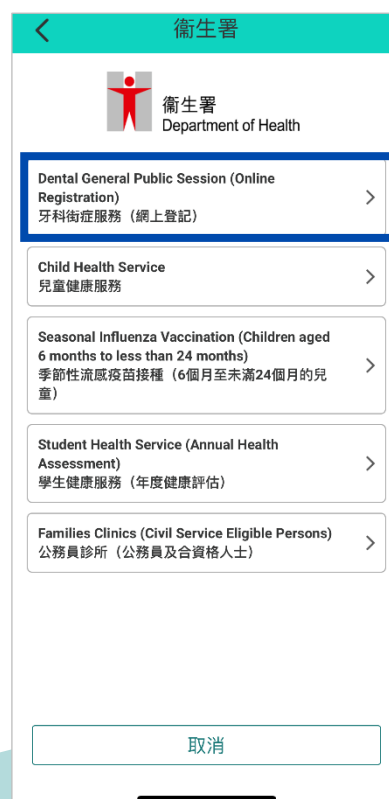 衞生署
衞生署
Department of Health
Dental General Public Session (Online
Registration)
牙科街症服務（網上登記）
Child Health Service
兒童健康服務
Seasonal Influenza Vaccination (Children aged
6 months to less than 24 months)
季節性流感疫苗接種（6個月至未滿24個月的兒
童）
Student Health Service (Annual Health
Assessment)
學生健康服務（年度健康評估）
Families Clinics (Civil Service Eligible Persons)
公務員診所（公務員及合資格人士）
取消